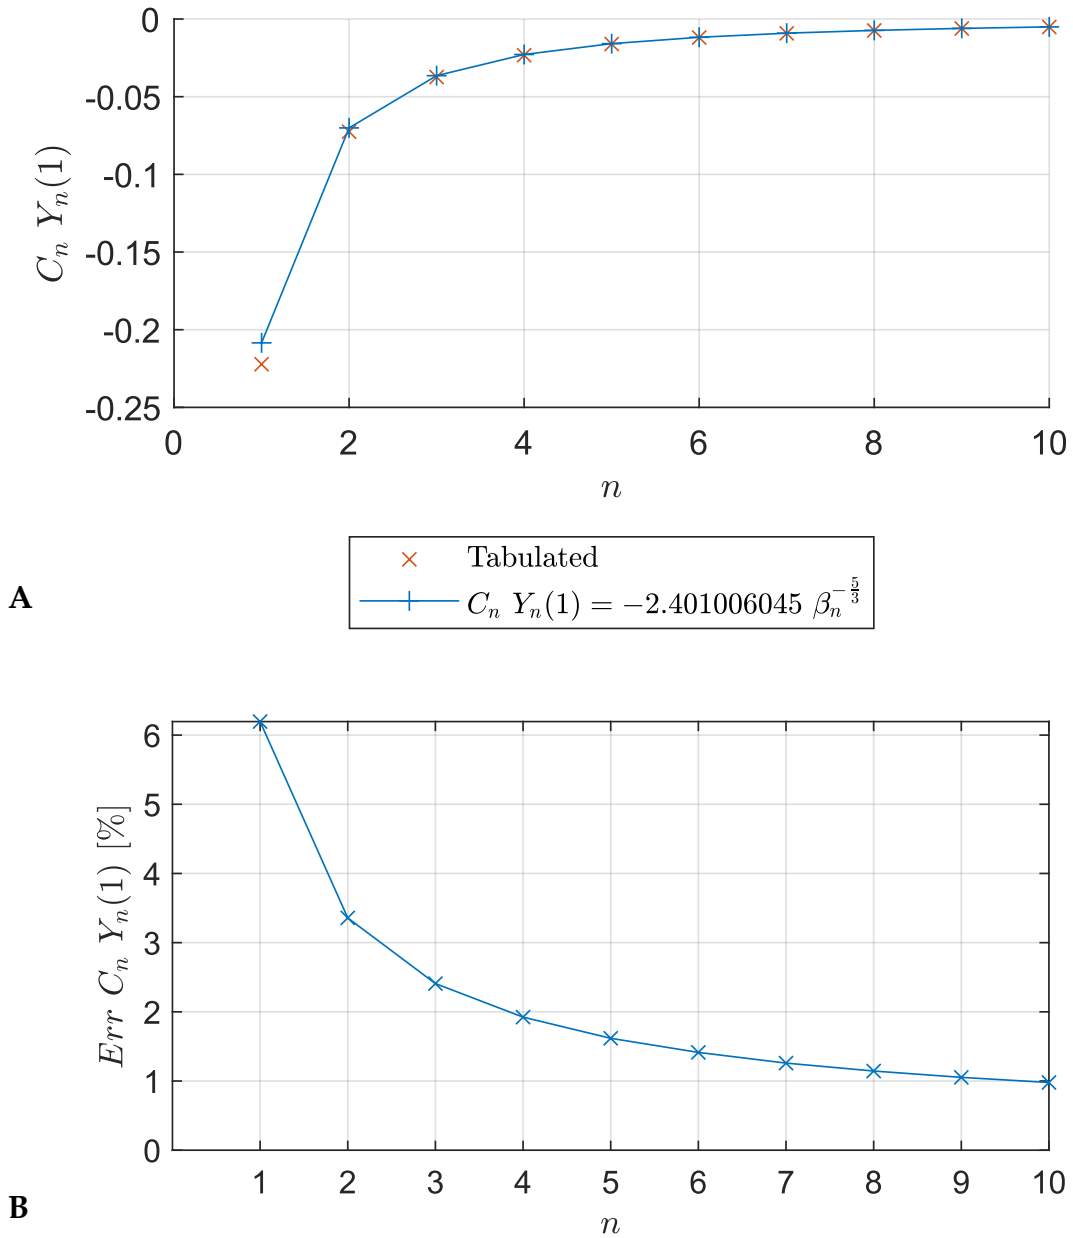 0
-0.05
-0.1
-0.15
-0.2
-0.25
C_n Y_n(1)
0 2 4 6 8 10
n
× Tabulated
C_n Y_n(1) = −2.401006045 β_n^{−5/3}
A
6
5
4
3
2
1
0
Err C_n Y_n(1) [%]
1 2 3 4 5 6 7 8 9 10
n
B